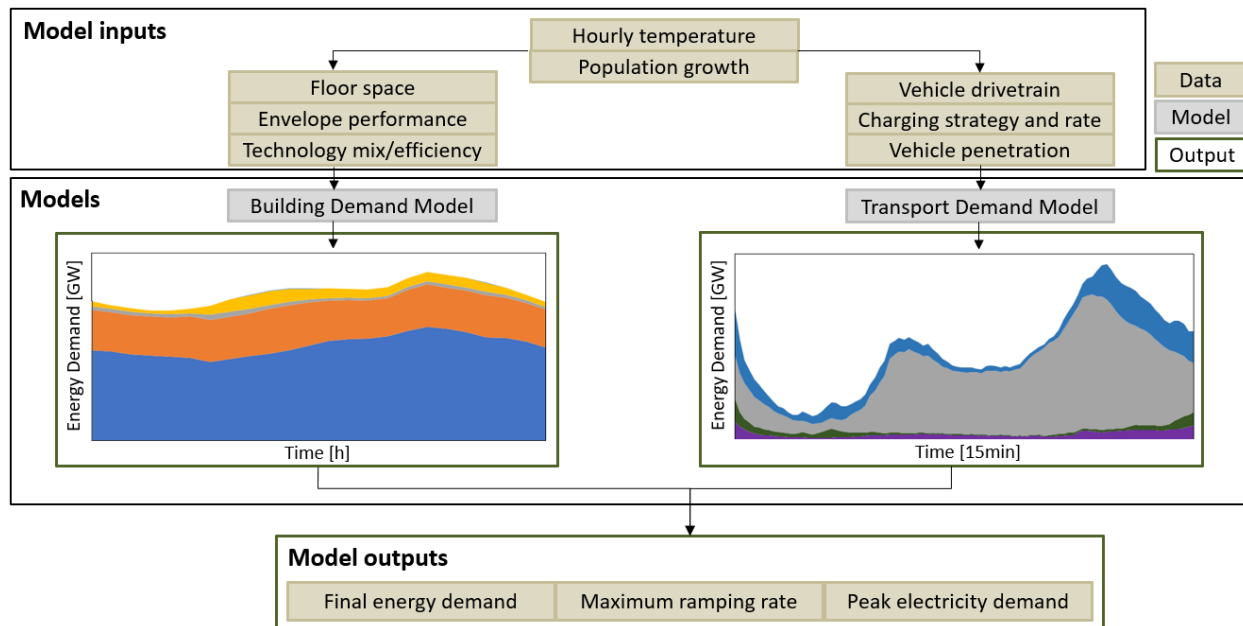 Model inputs
Hourly temperature
Population growth
Floor space
Envelope performance
Technology mix/efficiency
Vehicle drivetrain
Charging strategy and rate
Vehicle penetration
Data
Model
Output
Models
Building Demand Model
Transport Demand Model
Energy Demand [GW]
Time [h]
Energy Demand [GW]
Time [15min]
Model outputs
Final energy demand
Maximum ramping rate
Peak electricity demand